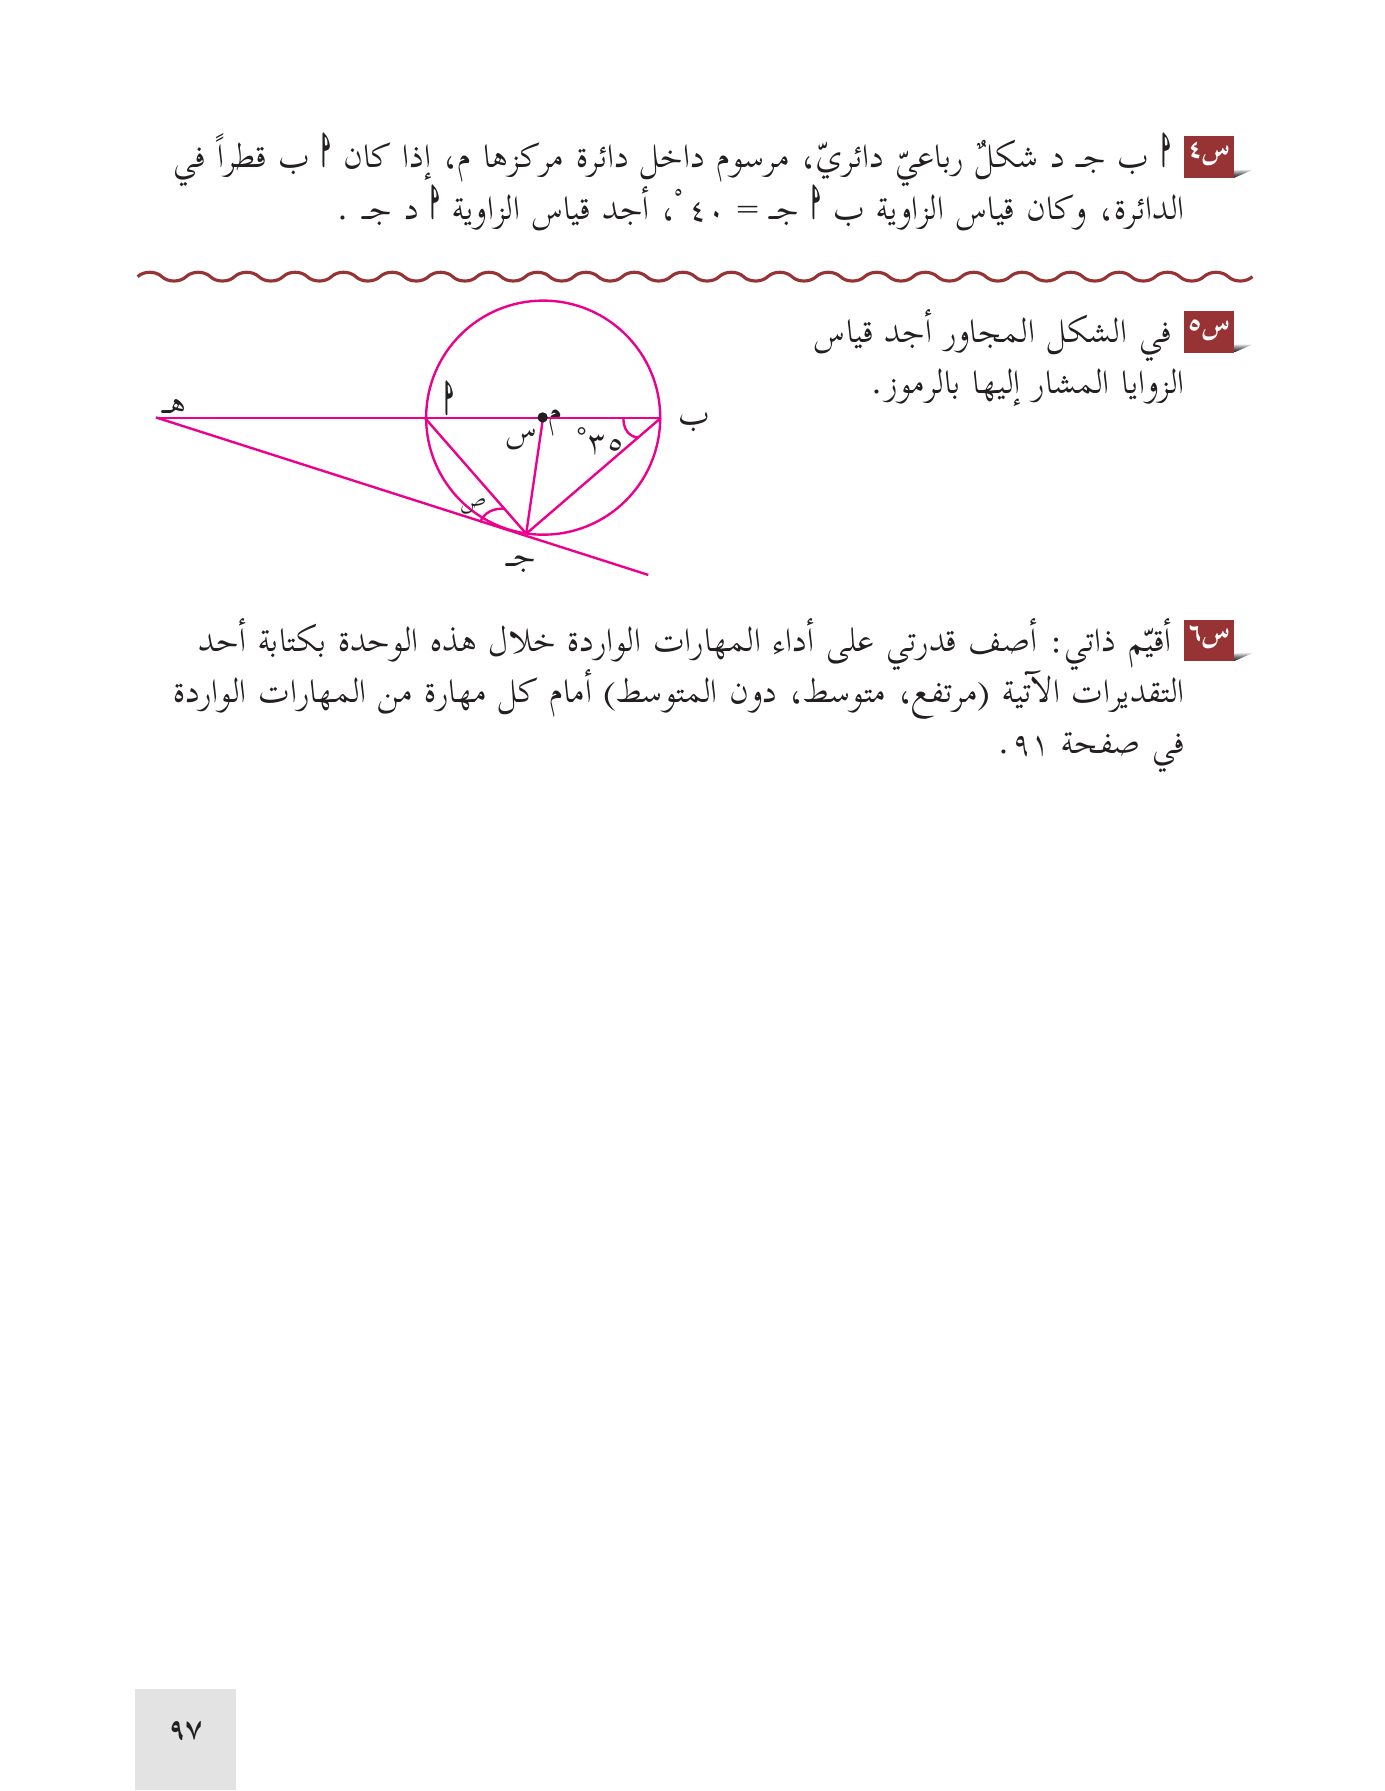 س٤ أ ب جـ د شكلٌ رباعيّ دائريّ، مرسوم داخل دائرة مركزها م، إذا كان أ ب قطراً في
الدائرة، وكان قياس الزاوية ب أ جـ = ٤٠°، أجد قياس الزاوية أ د جـ .
س٥ في الشكل المجاور أجد قياس
الزوايا المشار إليها بالرموز.
هـ أ م ب
س ٣٥°
ص
جـ
س٦ أقيّم ذاتي: أصف قدرتي على أداء المهارات الواردة خلال هذه الوحدة بكتابة أحد
التقديرات الآتية (مرتفع، متوسط، دون المتوسط) أمام كل مهارة من المهارات الواردة
في صفحة ٩١.
٩٧